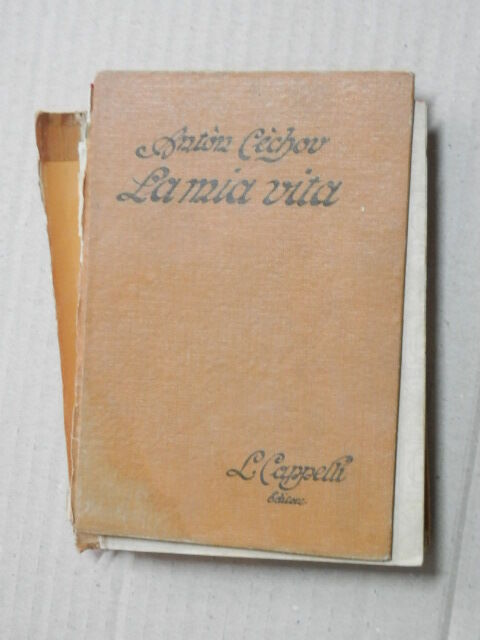 Antòn Cèchov
La mia vita
L. Cappelli
Editore